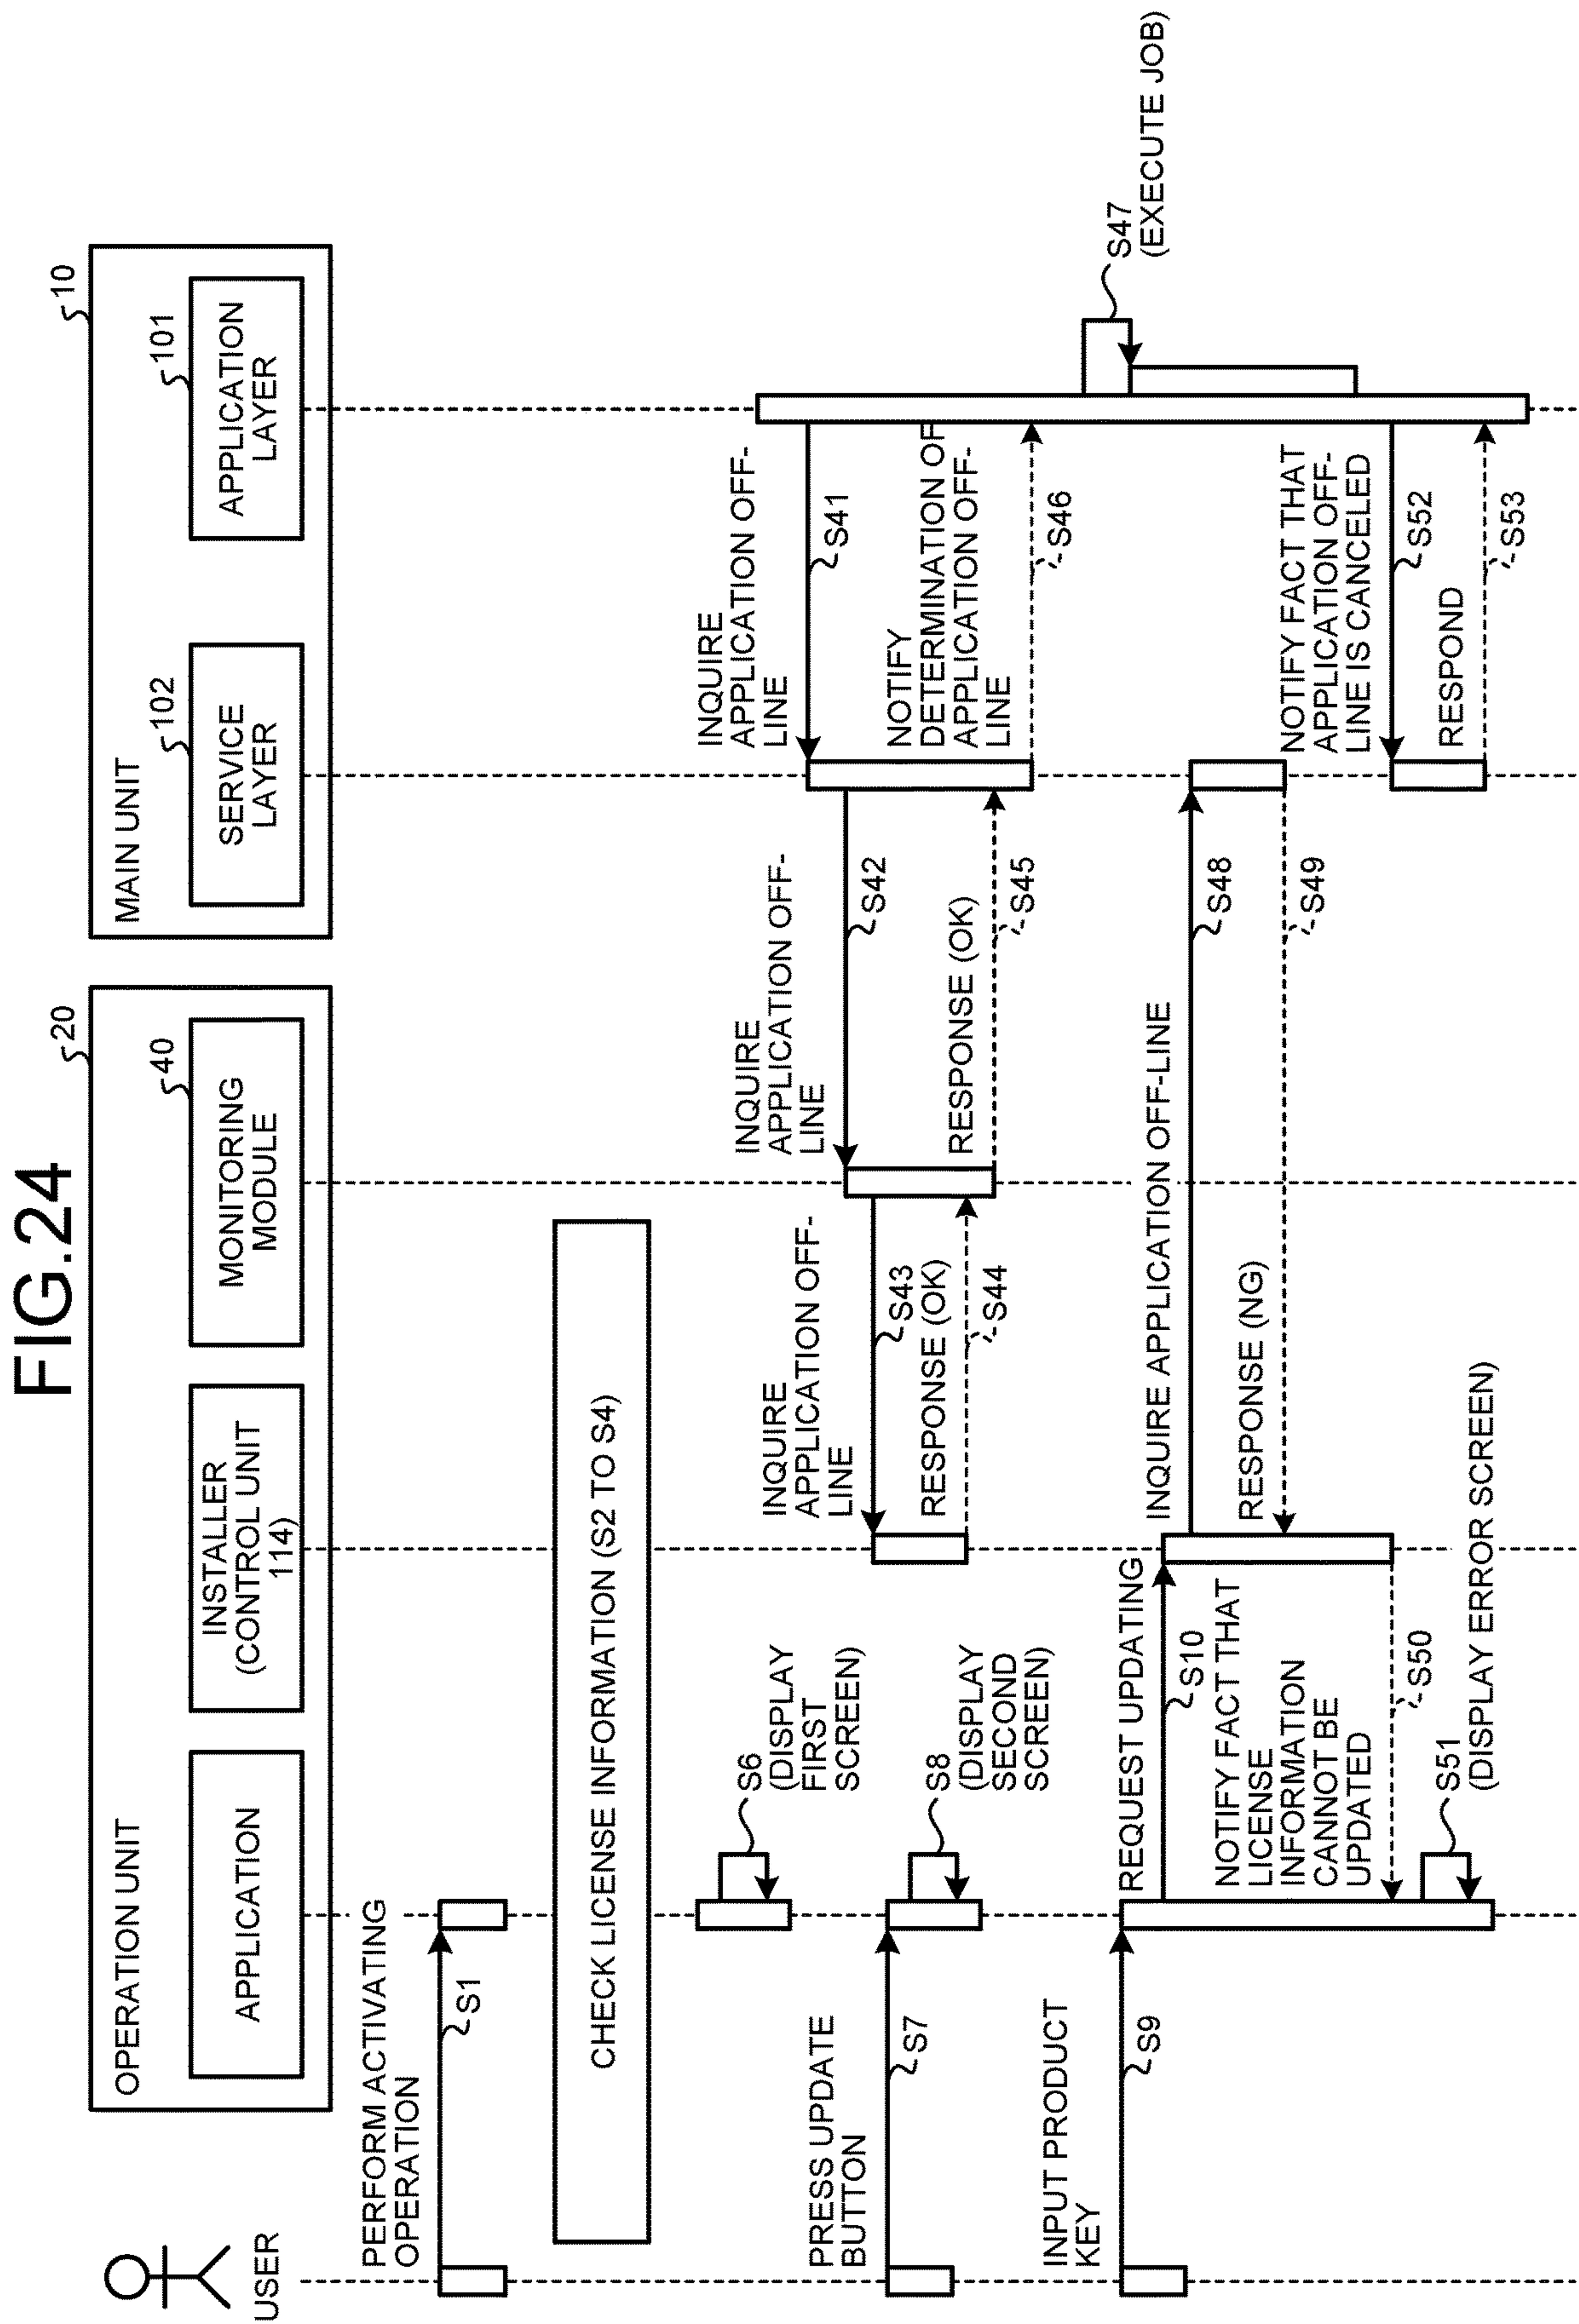 FIG.24
OPERATION UNIT
20
MAIN UNIT
10
USER
APPLICATION
INSTALLER
(CONTROL UNIT
114)
40
MONITORING
MODULE
102
SERVICE
LAYER
101
APPLICATION
LAYER
PERFORM ACTIVATING
OPERATION
S1
CHECK LICENSE INFORMATION (S2 TO S4)
S6
(DISPLAY
FIRST
SCREEN)
INQUIRE
APPLICATION OFF-
LINE
S41
INQUIRE
APPLICATION OFF-
LINE
S42
INQUIRE
APPLICATION OFF-
LINE
S43
RESPONSE (OK)
S44
RESPONSE (OK)
S45
NOTIFY
DETERMINATION OF
APPLICATION OFF-
LINE
S46
PRESS UPDATE
BUTTON
S7
S8
(DISPLAY
SECOND
SCREEN)
S47
(EXECUTE JOB)
INPUT PRODUCT
KEY
S9
REQUEST UPDATING
S10
INQUIRE APPLICATION OFF-LINE
S48
RESPONSE (NG)
S49
NOTIFY FACT THAT
LICENSE
INFORMATION
CANNOT BE
UPDATED
S50
S51
(DISPLAY ERROR SCREEN)
NOTIFY FACT THAT
APPLICATION OFF-
LINE IS CANCELED
S52
RESPOND
S53